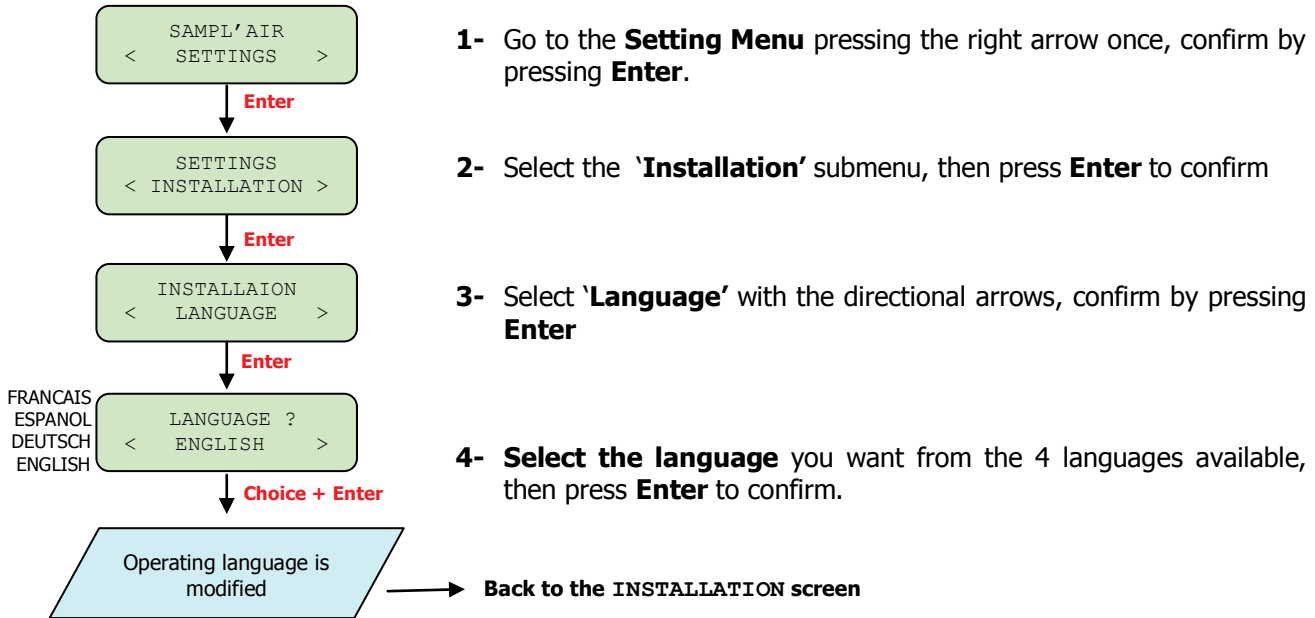 SAMPL'AIR
< SETTINGS >
Enter
1- Go to the Setting Menu pressing the right arrow once, confirm by
pressing Enter.
SETTINGS
< INSTALLATION >
Enter
2- Select the ‘Installation’ submenu, then press Enter to confirm
INSTALLAION
< LANGUAGE >
Enter
3- Select ‘Language’ with the directional arrows, confirm by pressing
Enter
FRANCAIS
ESPANOL
DEUTSCH
ENGLISH
LANGUAGE ?
< ENGLISH >
Choice + Enter
4- Select the language you want from the 4 languages available,
then press Enter to confirm.
Operating language is
modified
Back to the INSTALLATION screen